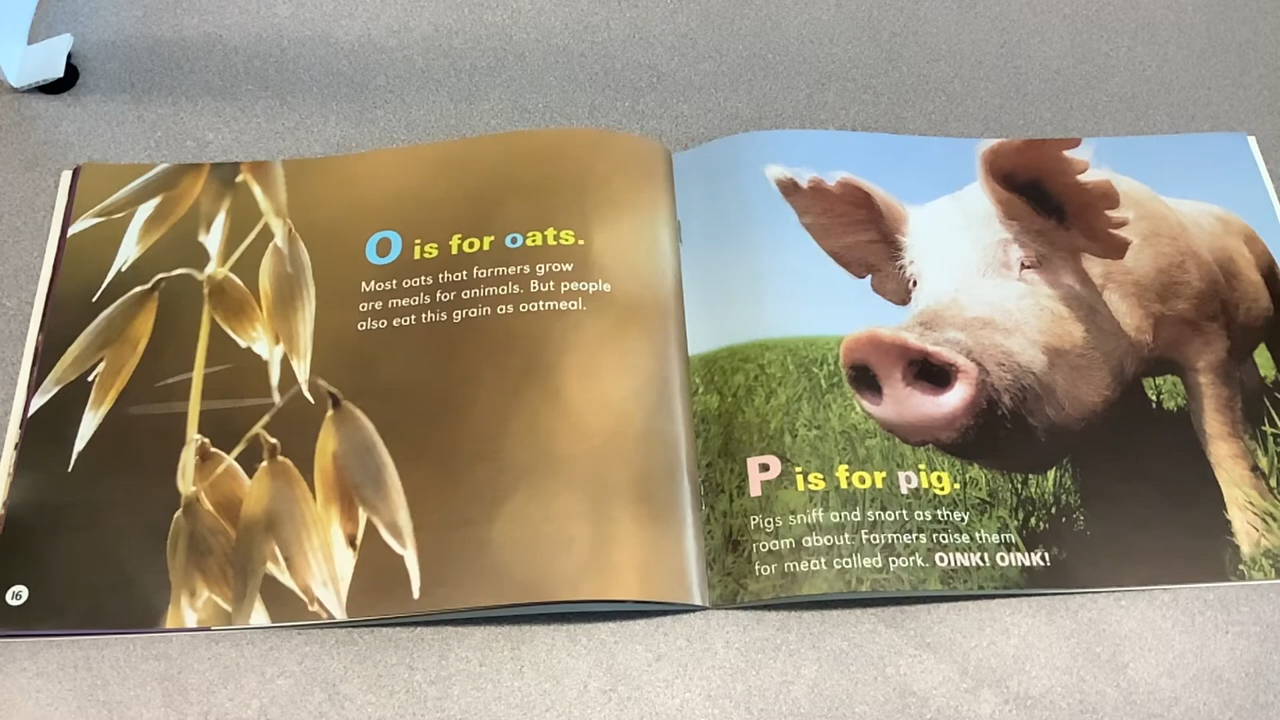 O is for oats.
Most oats that farmers grow
are meals for animals. But people
also eat this grain as oatmeal.
16
P is for pig.
Pigs sniff and snort as they
roam about. Farmers raise them
for meat called pork. OINK! OINK!